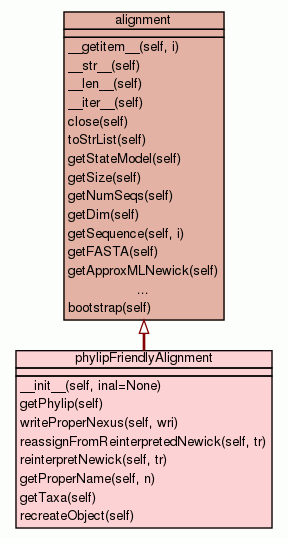 alignment
__getitem__(self, i)
__str__(self)
__len__(self)
__iter__(self)
close(self)
toStrList(self)
getStateModel(self)
getSize(self)
getNumSeqs(self)
getDim(self)
getSequence(self, i)
getFASTA(self)
getApproxMLNewick(self)
...
bootstrap(self)
phylipFriendlyAlignment
__init__(self, inal=None)
getPhylip(self)
writeProperNexus(self, wri)
reassignFromReinterpretedNewick(self, tr)
reinterpretNewick(self, tr)
getProperName(self, n)
getTaxa(self)
recreateObject(self)